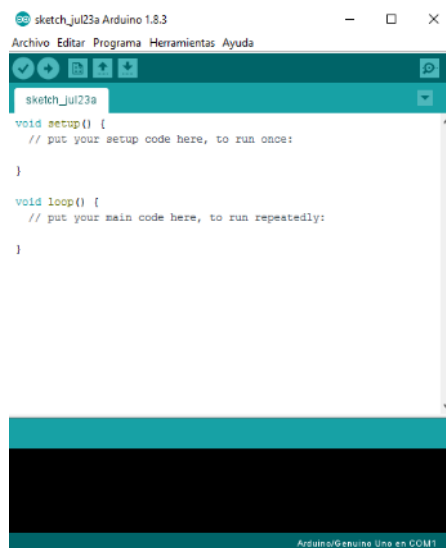 sketch_jul23a Arduino 1.8.3
Archivo Editar Programa Herramientas Ayuda
sketch_jul23a
void setup() {
// put your setup code here, to run once:
}
void loop() {
// put your main code here, to run repeatedly:
}
Arduino/Genuino Uno en COM1